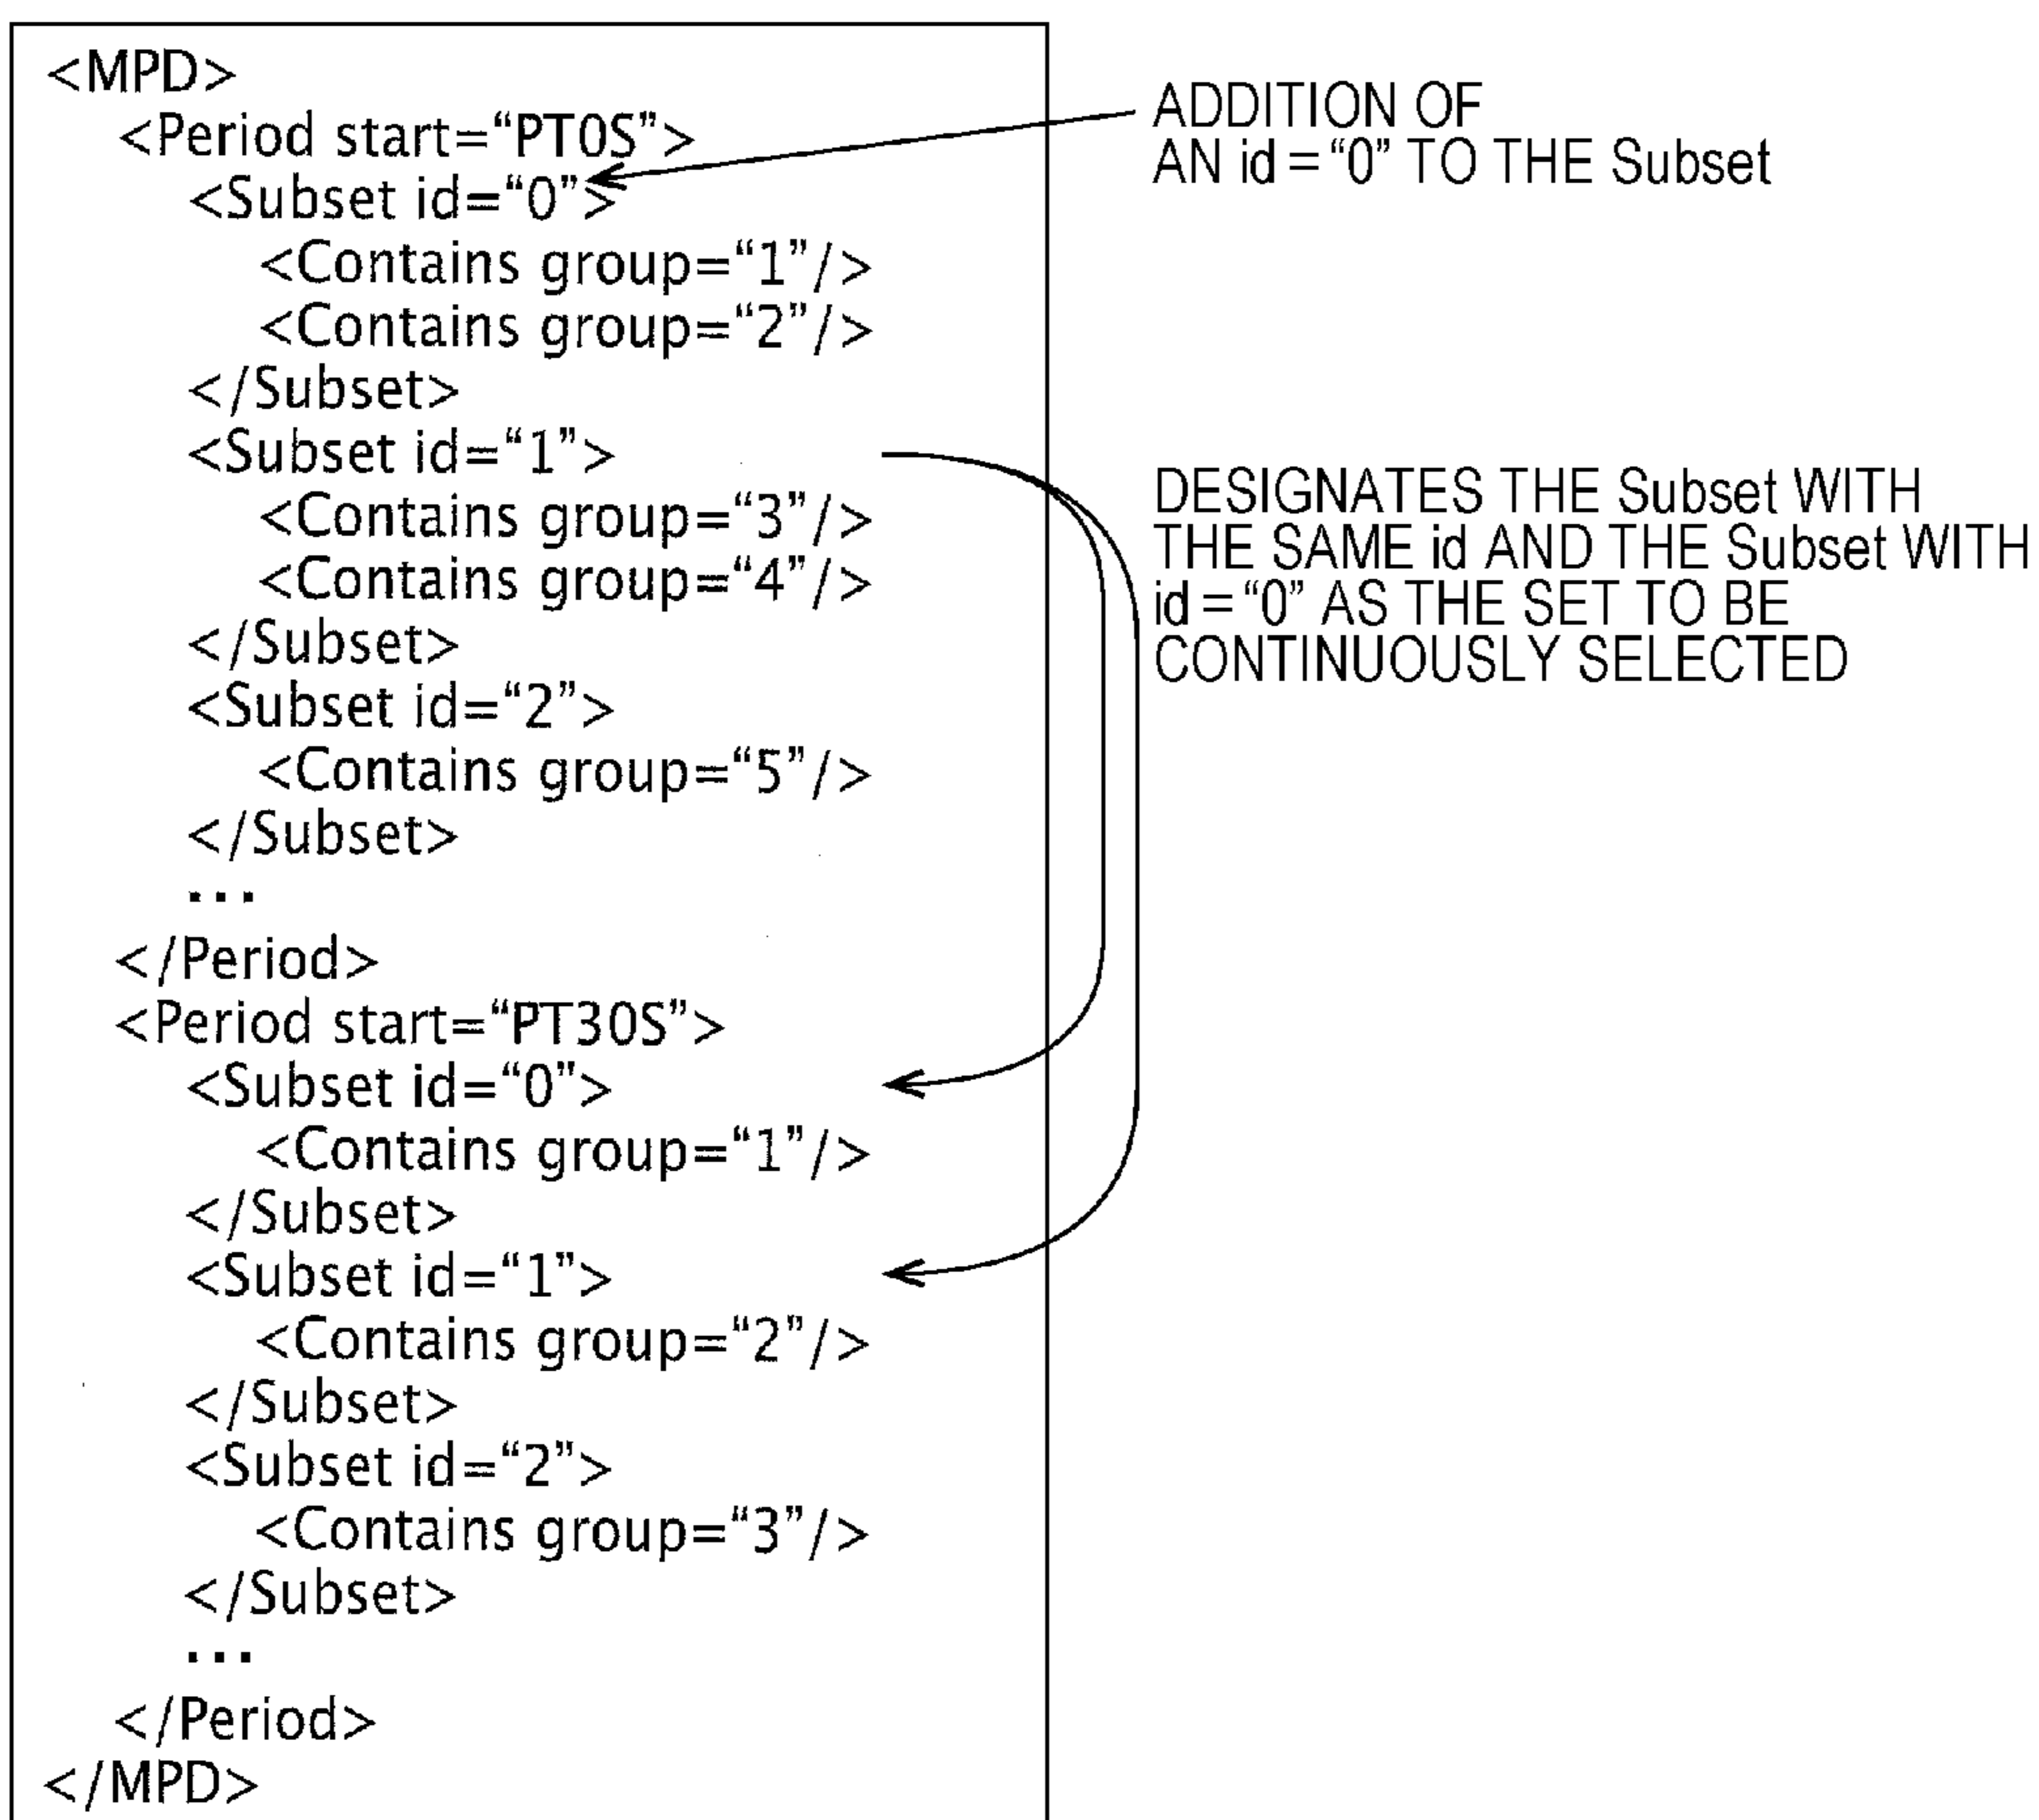 <MPD>
<Period start=“PT0S”>
<Subset id=“0”>
<Contains group=“1”/>
<Contains group=“2”/>
</Subset>
<Subset id=“1”>
<Contains group=“3”/>
<Contains group=“4”/>
</Subset>
<Subset id=“2”>
<Contains group=“5”/>
</Subset>
...
</Period>
<Period start=“PT30S”>
<Subset id=“0”>
<Contains group=“1”/>
</Subset>
<Subset id=“1”>
<Contains group=“2”/>
</Subset>
<Subset id=“2”>
<Contains group=“3”/>
</Subset>
...
</Period>
</MPD>
ADDITION OF
AN id = “0” TO THE Subset
DESIGNATES THE Subset WITH
THE SAME id AND THE Subset WITH
id = “0” AS THE SET TO BE
CONTINUOUSLY SELECTED